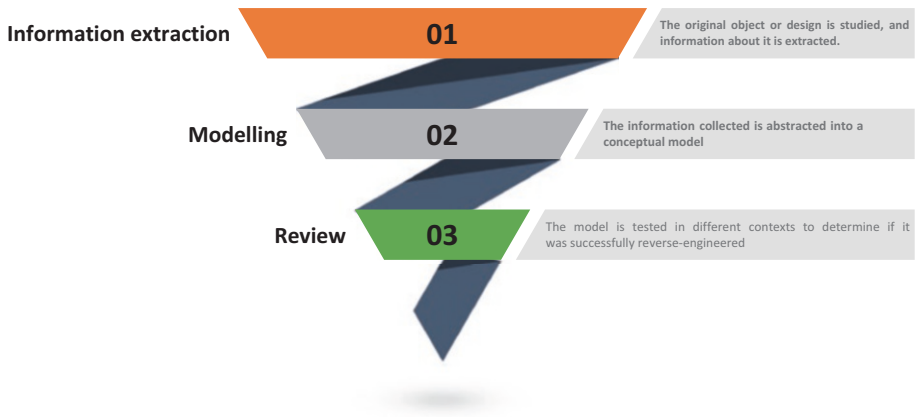 Information extraction
01
The original object or design is studied, and
information about it is extracted.
Modelling
02
The information collected is abstracted into a
conceptual model
Review
03
The model is tested in different contexts to determine if it
was successfully reverse-engineered